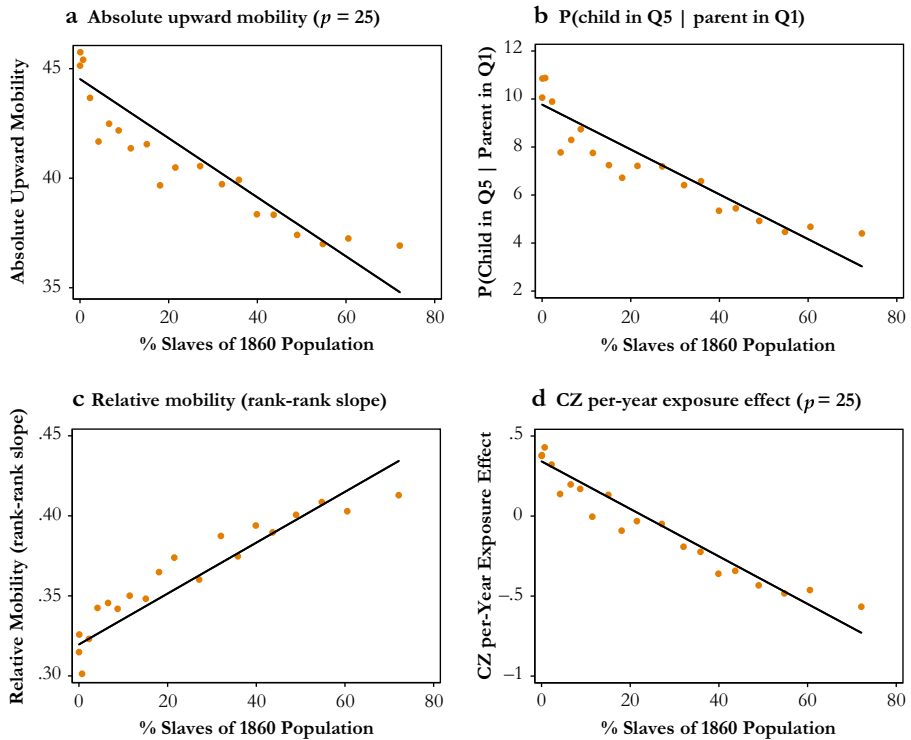 a Absolute upward mobility (p = 25)
Absolute Upward Mobility
45
40
35
0 20 40 60 80
% Slaves of 1860 Population
b P(child in Q5 | parent in Q1)
P(Child in Q5 | Parent in Q1)
12
10
8
6
4
2
0 20 40 60 80
% Slaves of 1860 Population
c Relative mobility (rank-rank slope)
Relative Mobility (rank-rank slope)
.45
.40
.35
.30
0 20 40 60 80
% Slaves of 1860 Population
d CZ per-year exposure effect (p = 25)
CZ per-Year Exposure Effect
.5
0
–.5
–1
0 20 40 60 80
% Slaves of 1860 Population